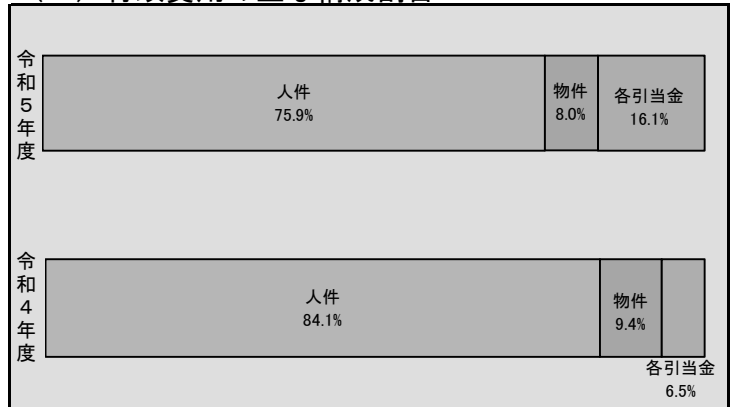 令和5年度
人件
75.9%
物件
8.0%
各引当金
16.1%
令和4年度
人件
84.1%
物件
9.4%
各引当金
6.5%